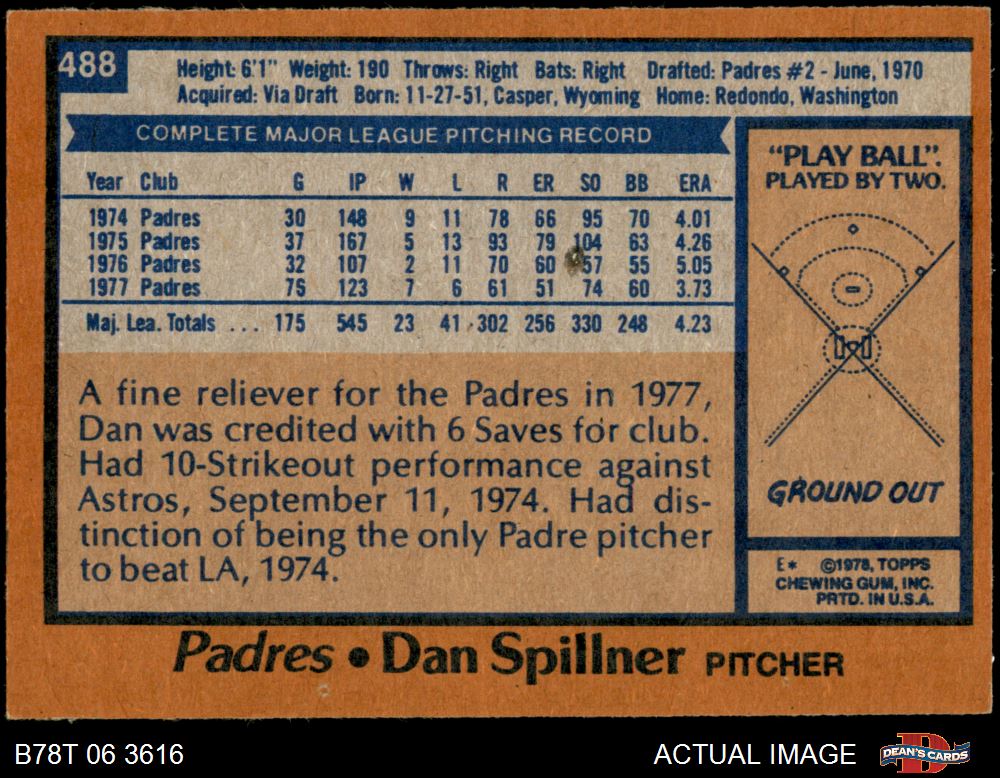 488
Height: 6'1" Weight: 190 Throws: Right Bats: Right Drafted: Padres #2 - June, 1970
Acquired: Via Draft Born: 11-27-51, Casper, Wyoming Home: Redondo, Washington
COMPLETE MAJOR LEAGUE PITCHING RECORD
Year Club G IP W L R ER SO BB ERA
1974 Padres 30 148 9 11 78 66 95 70 4.01
1975 Padres 37 167 5 13 93 79 104 63 4.26
1976 Padres 32 107 2 11 70 60 57 55 5.05
1977 Padres 76 123 7 6 61 51 74 60 3.73
Maj. Lea. Totals ... 175 545 23 41 302 256 330 248 4.23
A fine reliever for the Padres in 1977,
Dan was credited with 6 Saves for club.
Had 10-Strikeout performance against
Astros, September 11, 1974. Had dis-
tinction of being the only Padre pitcher
to beat LA, 1974.
"PLAY BALL".
PLAYED BY TWO.
GROUND OUT
E* ©1978, TOPPS
CHEWING GUM, INC.
PRTD. IN U.S.A.
Padres • Dan Spillner PITCHER
B78T 06 3616
ACTUAL IMAGE
DEAN'S CARDS